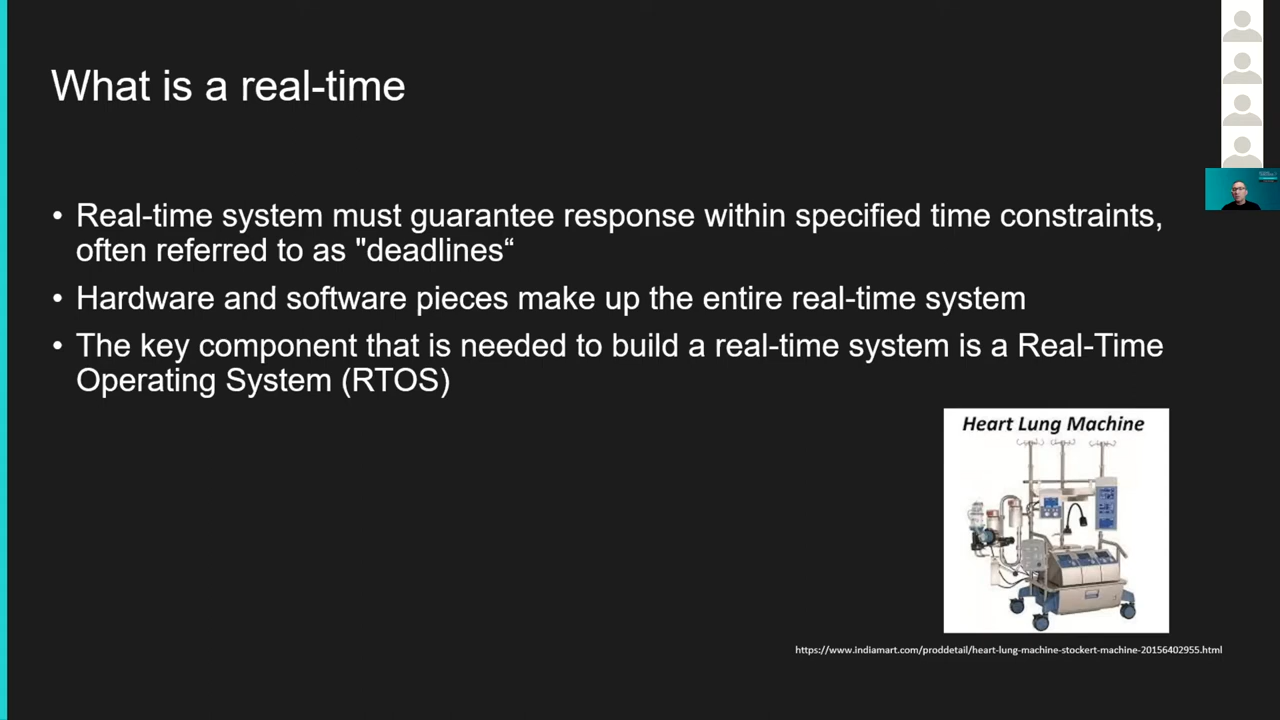 What is a real-time
• Real-time system must guarantee response within specified time constraints,
often referred to as "deadlines“
• Hardware and software pieces make up the entire real-time system
• The key component that is needed to build a real-time system is a Real-Time
Operating System (RTOS)
Heart Lung Machine
https://www.indiamart.com/proddetail/heart-lung-machine-stockert-machine-20156402955.html